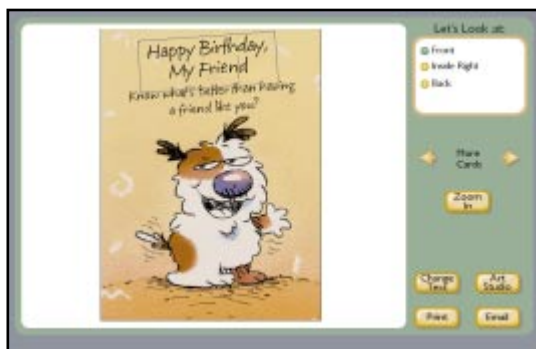 Happy Birthday,
My Friend
Know what's better than having
a friend like you?
Let's Look at:
Front
Inside Right
Back
More
Cards
Zoom
In
Change
Text
Art
Studio
Print
Email